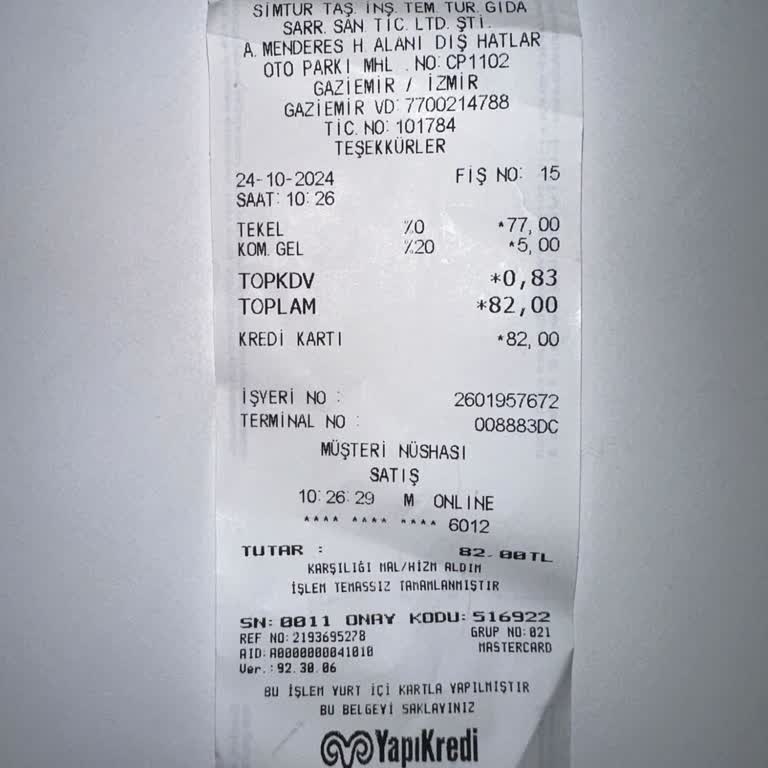 SİMTUR TAŞ. İNŞ. TEM. TUR. GIDA
SARR. SAN TİC. LTD. ŞTİ.
A. MENDERES H. ALANI DIŞ HATLAR
OTO PARKI MHL . NO: CP1102
GAZİEMİR / İZMİR
GAZİEMİR VD: 7700214788
TİC. NO: 101784
TEŞEKKÜRLER
24-10-2024 FİŞ NO: 15
SAAT: 10:26
TEKEL %0 *77,00
KOM. GEL %20 *5,00
TOPKDV *0,83
TOPLAM *82,00
KREDİ KARTI *82,00
İŞYERİ NO : 2601957672
TERMINAL NO : 008883DC
MÜŞTERİ NÜSHASI
SATIŞ
10:26:29 M ONLINE
**** **** **** 6012
TUTAR : 82.00TL
KARŞILIĞI MAL/HİZM ALDIM
İŞLEM TEMASSIZ TAMAMLANMIŞTIR
SN: 0011 ONAY KODU: 516922
REF NO: 2193695278 GRUP NO: 021
AID: A0000000041010 MASTERCARD
Ver. : 92.30.06
BU İŞLEM YURT İÇİ KARTLA YAPILMIŞTIR
BU BELGEYİ SAKLAYINIZ
YapıKredi